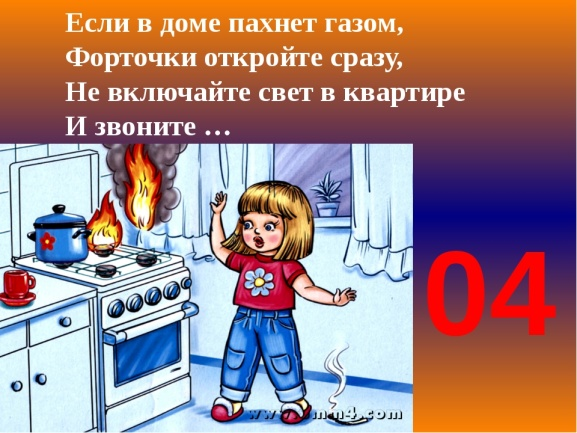 Если в доме пахнет газом,
Форточки откройте сразу,
Не включайте свет в квартире
И звоните …
04